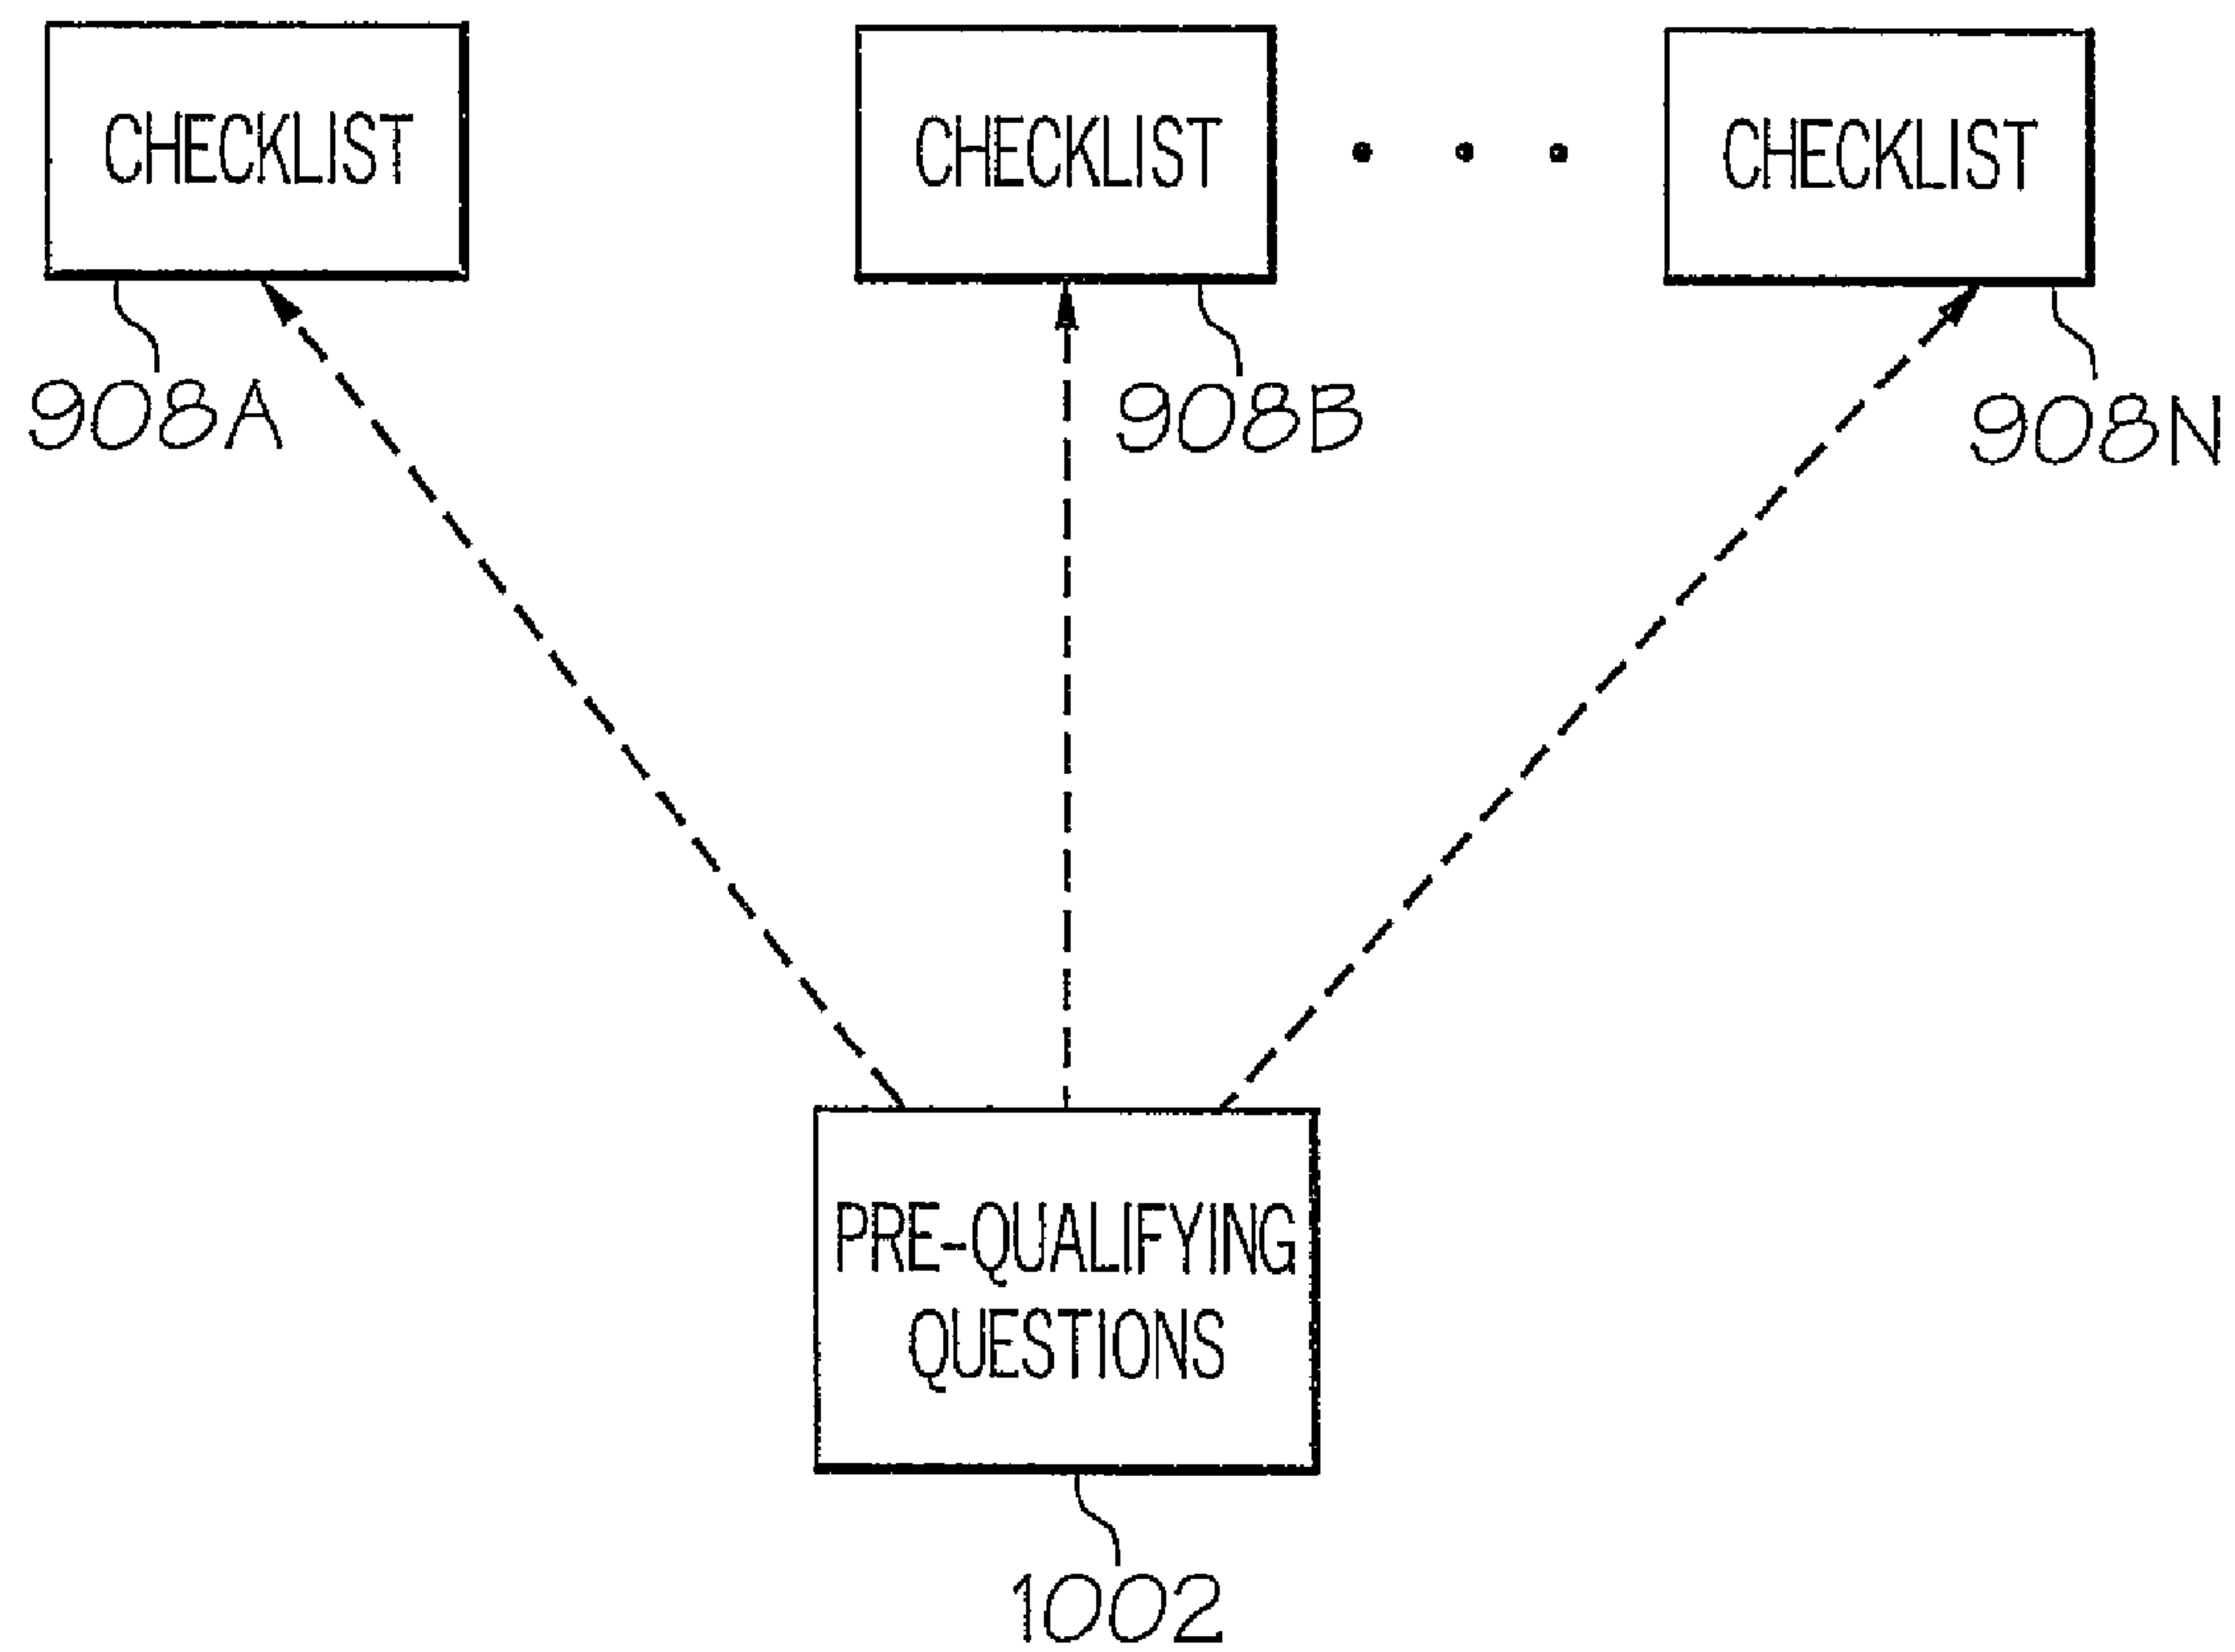 CHECKLIST
CHECKLIST
CHECKLIST
908A
908B
908N
PRE-QUALIFYING
QUESTIONS
1002